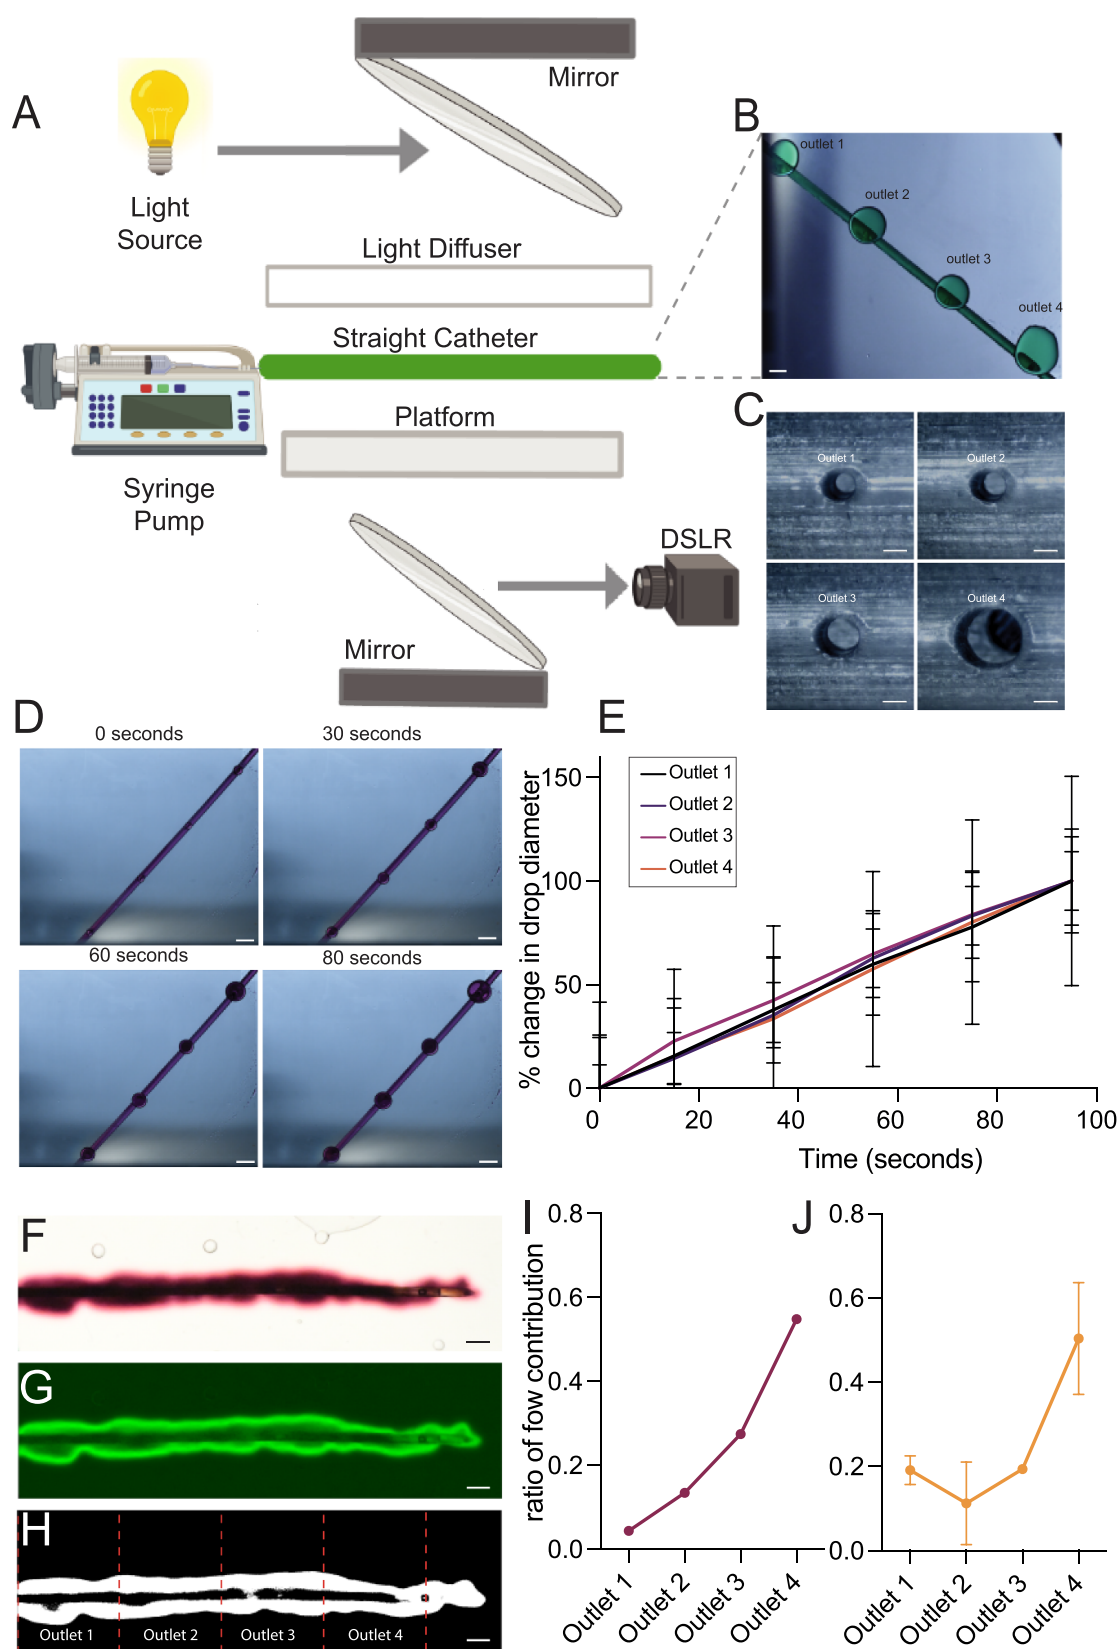 A
Light
Source
Mirror
Light Diffuser
Straight Catheter
Platform
Syringe
Pump
DSLR
Mirror
B
outlet 1
outlet 2
outlet 3
outlet 4
C
Outlet 1
Outlet 2
Outlet 3
Outlet 4
D
0 seconds
30 seconds
60 seconds
80 seconds
E
% change in drop diameter
150
100
50
0
Outlet 1
Outlet 2
Outlet 3
Outlet 4
0
20
40
60
80
100
Time (seconds)
F
G
H
Outlet 1
Outlet 2
Outlet 3
Outlet 4
I
ratio of fow contribution
0.8
0.6
0.4
0.2
0.0
Outlet 1
Outlet 2
Outlet 3
Outlet 4
J
0.8
0.6
0.4
0.2
0.0
Outlet 1
Outlet 2
Outlet 3
Outlet 4